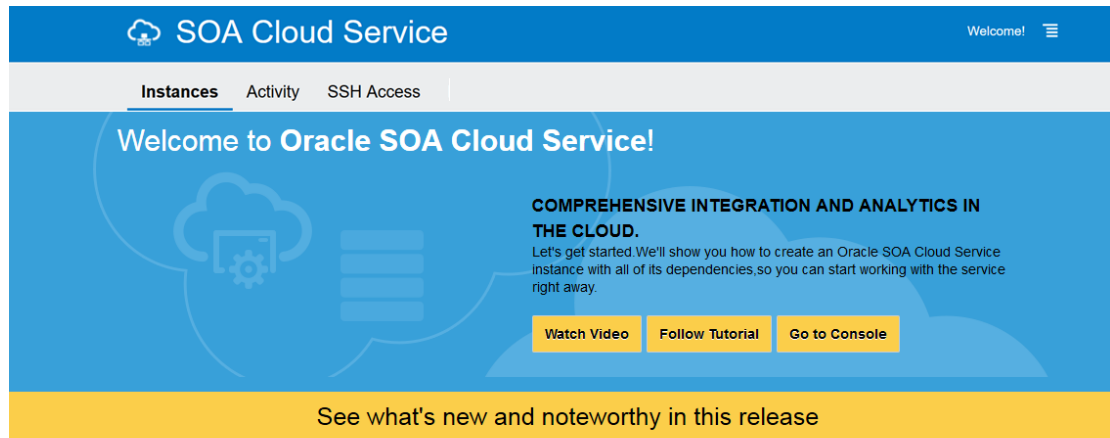 SOA Cloud Service
Welcome!
Instances Activity SSH Access
Welcome to Oracle SOA Cloud Service!
COMPREHENSIVE INTEGRATION AND ANALYTICS IN
THE CLOUD.
Let's get started.We'll show you how to create an Oracle SOA Cloud Service
instance with all of its dependencies,so you can start working with the service
right away.
Watch Video Follow Tutorial Go to Console
See what's new and noteworthy in this release